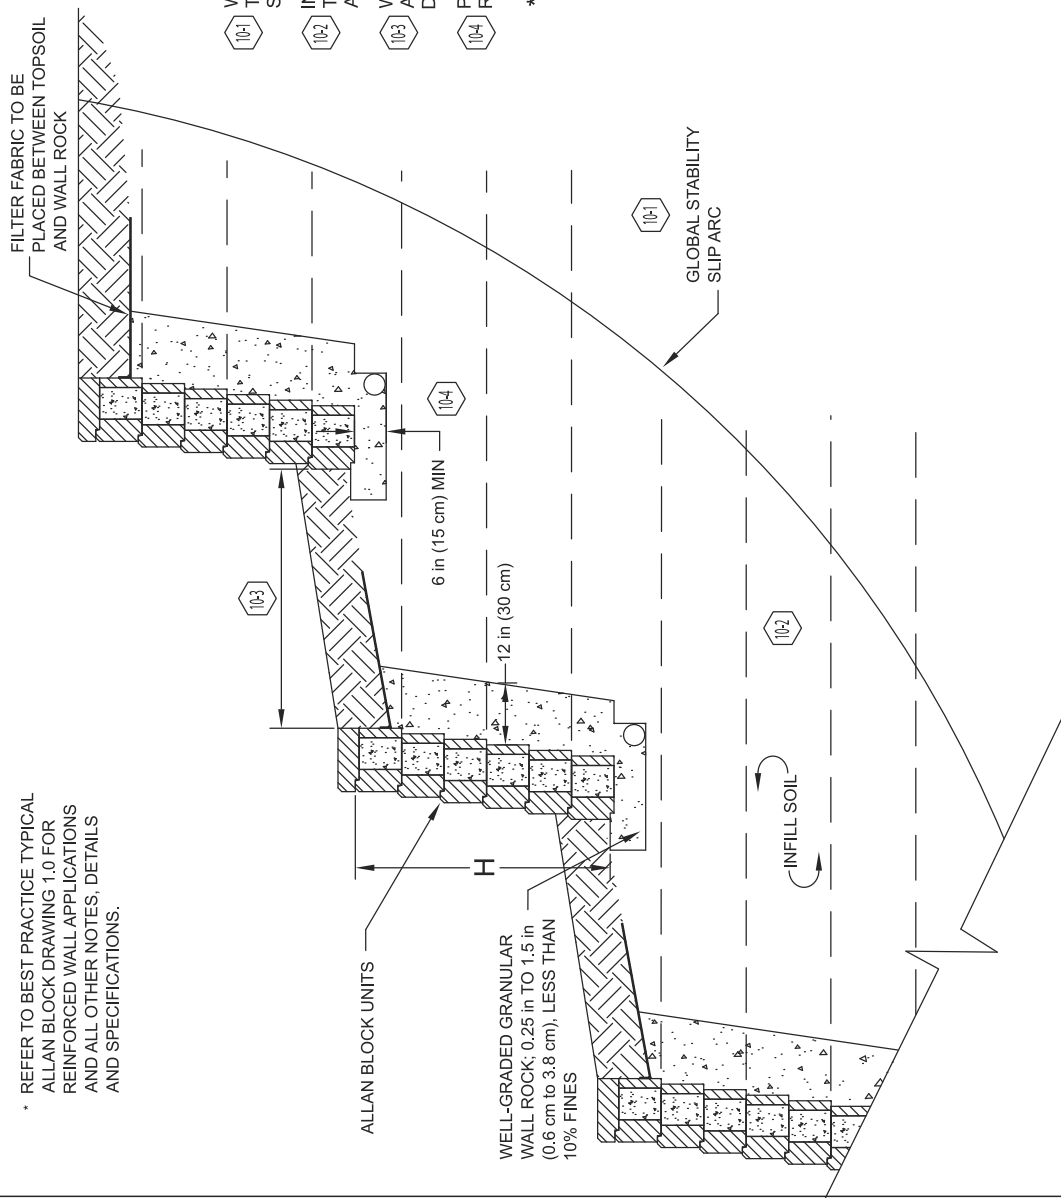 * REFER TO BEST PRACTICE TYPICAL
ALLAN BLOCK DRAWING 1.0 FOR
REINFORCED WALL APPLICATIONS
AND ALL OTHER NOTES, DETAILS
AND SPECIFICATIONS.
FILTER FABRIC TO BE
PLACED BETWEEN TOPSOIL
AND WALL ROCK
10-3
ALLAN BLOCK UNITS
H
WELL-GRADED GRANULAR
WALL ROCK; 0.25 in TO 1.5 in
(0.6 cm to 3.8 cm), LESS THAN
10% FINES
12 in (30 cm)
6 in (15 cm) MIN
10-4
10-1
GLOBAL STABILITY
SLIP ARC
10-2
INFILL SOIL
10-1
10-2
10-3
10-4
*